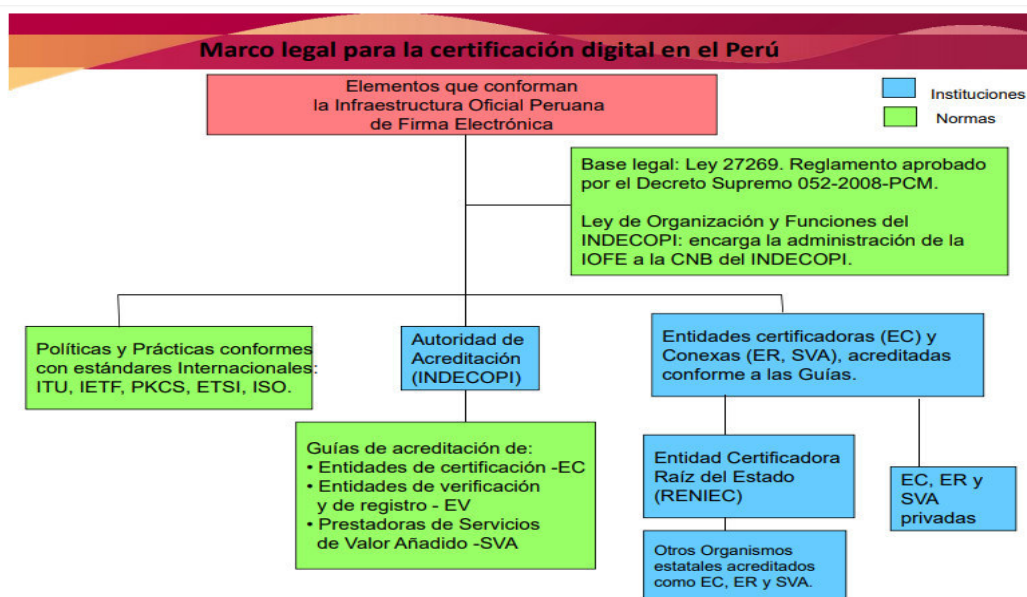 Marco legal para la certificación digital en el Perú
Elementos que conforman
la Infraestructura Oficial Peruana
de Firma Electrónica
Instituciones
Normas
Base legal: Ley 27269. Reglamento aprobado
por el Decreto Supremo 052-2008-PCM.
Ley de Organización y Funciones del
INDECOPI: encarga la administración de la
IOFE a la CNB del INDECOPI.
Políticas y Prácticas conformes
con estándares Internacionales:
ITU, IETF, PKCS, ETSI, ISO.
Autoridad de
Acreditación
(INDECOPI)
Entidades certificadoras (EC) y
Conexas (ER, SVA), acreditadas
conforme a las Guías.
Guías de acreditación de:
• Entidades de certificación -EC
• Entidades de verificación
y de registro - EV
• Prestadoras de Servicios
de Valor Añadido -SVA
Entidad Certificadora
Raíz del Estado
(RENIEC)
EC, ER y
SVA
privadas
Otros Organismos
estatales acreditados
como EC, ER y SVA.